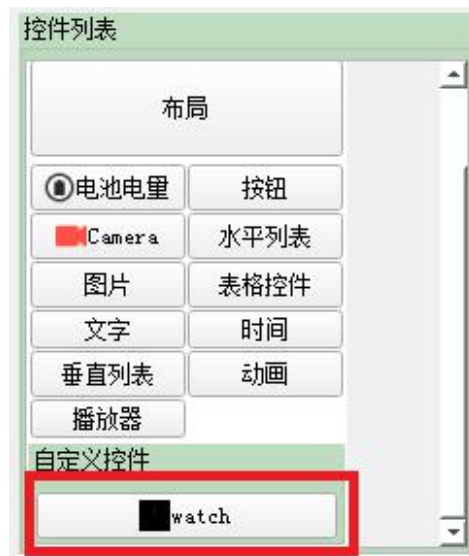 控件列表
布局
电池电量 按钮
Camera 水平列表
图片 表格控件
文字 时间
垂直列表 动画
播放器
自定义控件
watch